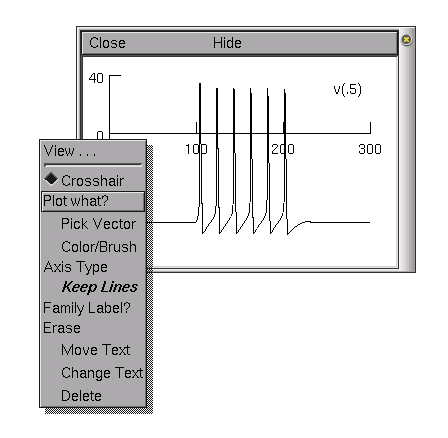 Close Hide
40
v(.5)
0
100 200 300
View . . .
Crosshair
Plot what?
Pick Vector
Color/Brush
Axis Type
Keep Lines
Family Label?
Erase
Move Text
Change Text
Delete